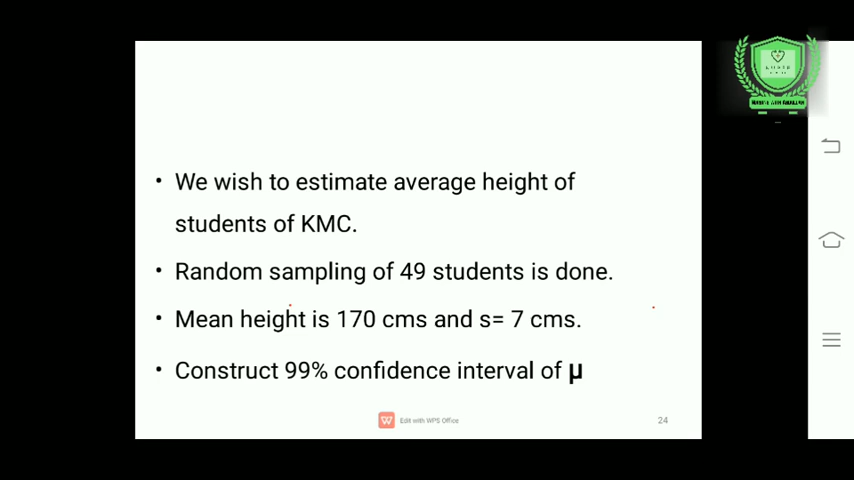 • We wish to estimate average height of
students of KMC.
• Random sampling of 49 students is done.
• Mean height is 170 cms and s= 7 cms.
• Construct 99% confidence interval of μ
Edit with WPS Office
24